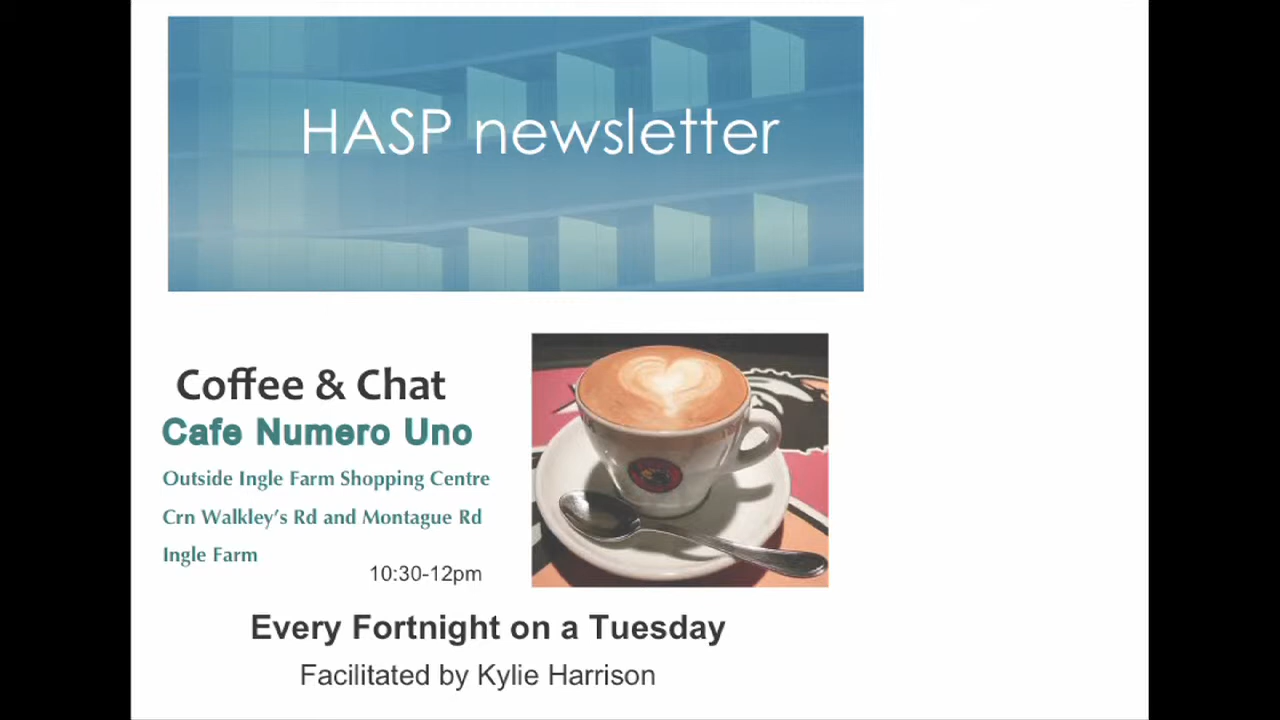 HASP newsletter
Coffee & Chat
Cafe Numero Uno
Outside Ingle Farm Shopping Centre
Crn Walkley's Rd and Montague Rd
Ingle Farm
10:30-12pm
Every Fortnight on a Tuesday
Facilitated by Kylie Harrison